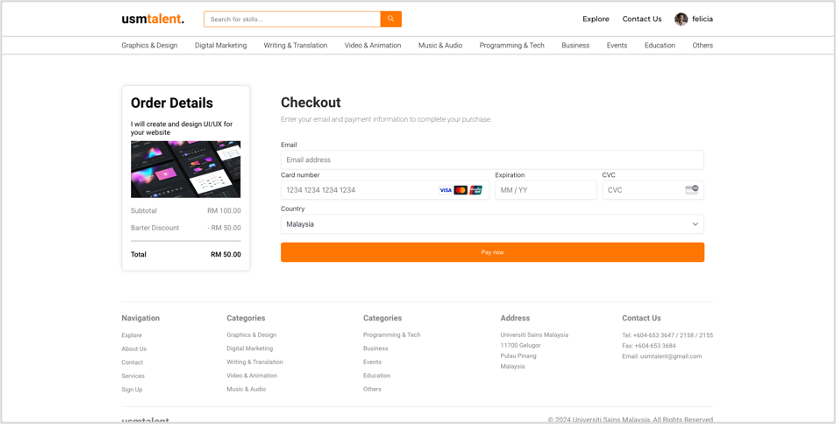 usmtalent.
Search for skills...
Explore
Contact Us
felicia
Graphics & Design
Digital Marketing
Writing & Translation
Video & Animation
Music & Audio
Programming & Tech
Business
Events
Education
Others
Order Details
I will create and design UI/UX for
your website
Subtotal RM 100.00
Barter Discount - RM 50.00
Total RM 50.00
Checkout
Enter your email and payment information to complete your purchase.
Email
Email address
Card number
1234 1234 1234 1234
VISA
Expiration
MM / YY
CVC
CVC
Country
Malaysia
Pay now
Navigation
Explore
About Us
Contact
Services
Sign Up
Categories
Graphics & Design
Digital Marketing
Writing & Translation
Video & Animation
Music & Audio
Categories
Programming & Tech
Business
Events
Education
Others
Address
Universiti Sains Malaysia
11700 Gelugor
Pulau Pinang
Malaysia
Contact Us
Tel: +604-653 3647 / 2158 / 2155
Fax: +604-653 3684
Email: usmtalent@gmail.com
usmtalent
© 2024 Universiti Sains Malaysia. All Rights Reserved